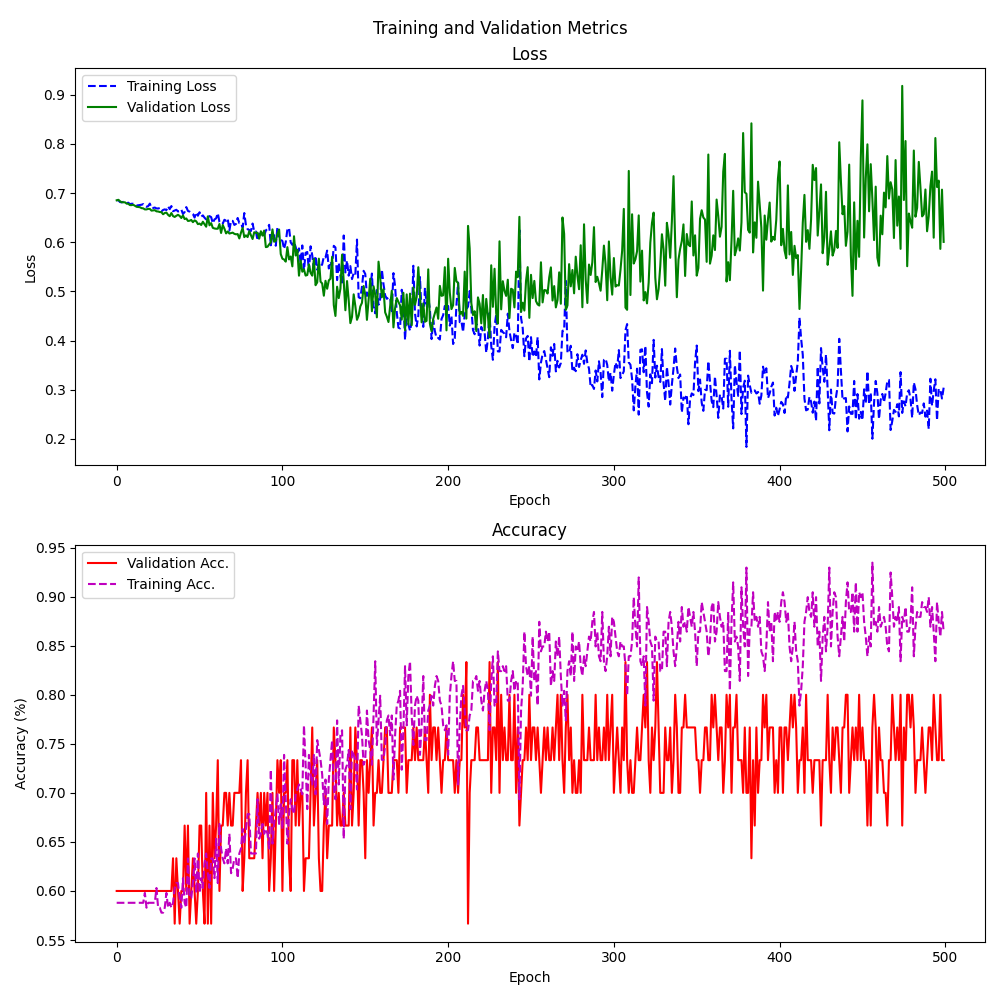 Training and Validation Metrics
Loss
Training Loss
Validation Loss
0.9
0.8
0.7
0.6
0.5
0.4
0.3
0.2
Loss
0
100
200
300
400
500
Epoch
Accuracy
Validation Acc.
Training Acc.
0.95
0.90
0.85
0.80
0.75
0.70
0.65
0.60
0.55
Accuracy (%)
0
100
200
300
400
500
Epoch